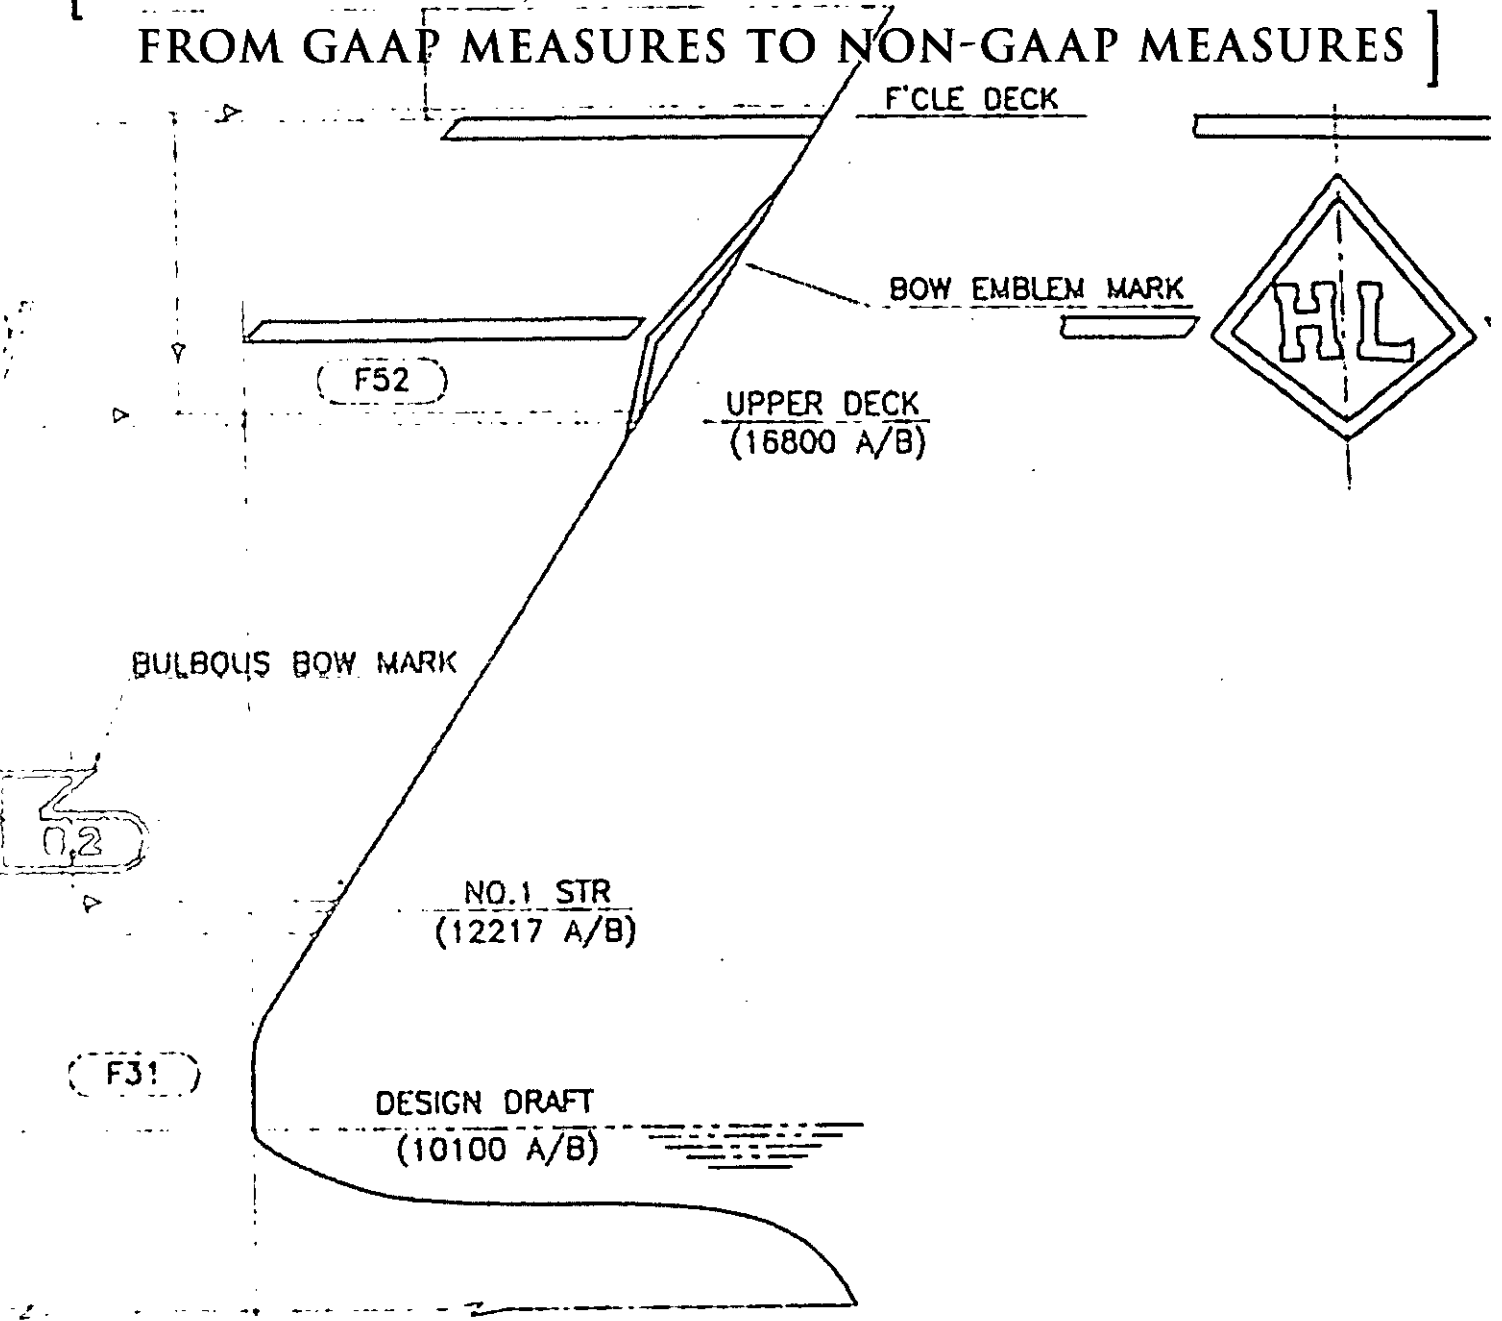 [ FROM GAAP MEASURES TO NON-GAAP MEASURES ]
F'CLE DECK
BOW EMBLEM MARK
HL
F52
UPPER DECK
(16800 A/B)
BULBOUS BOW MARK
NO.1 STR
(12217 A/B)
F31
DESIGN DRAFT
(10100 A/B)